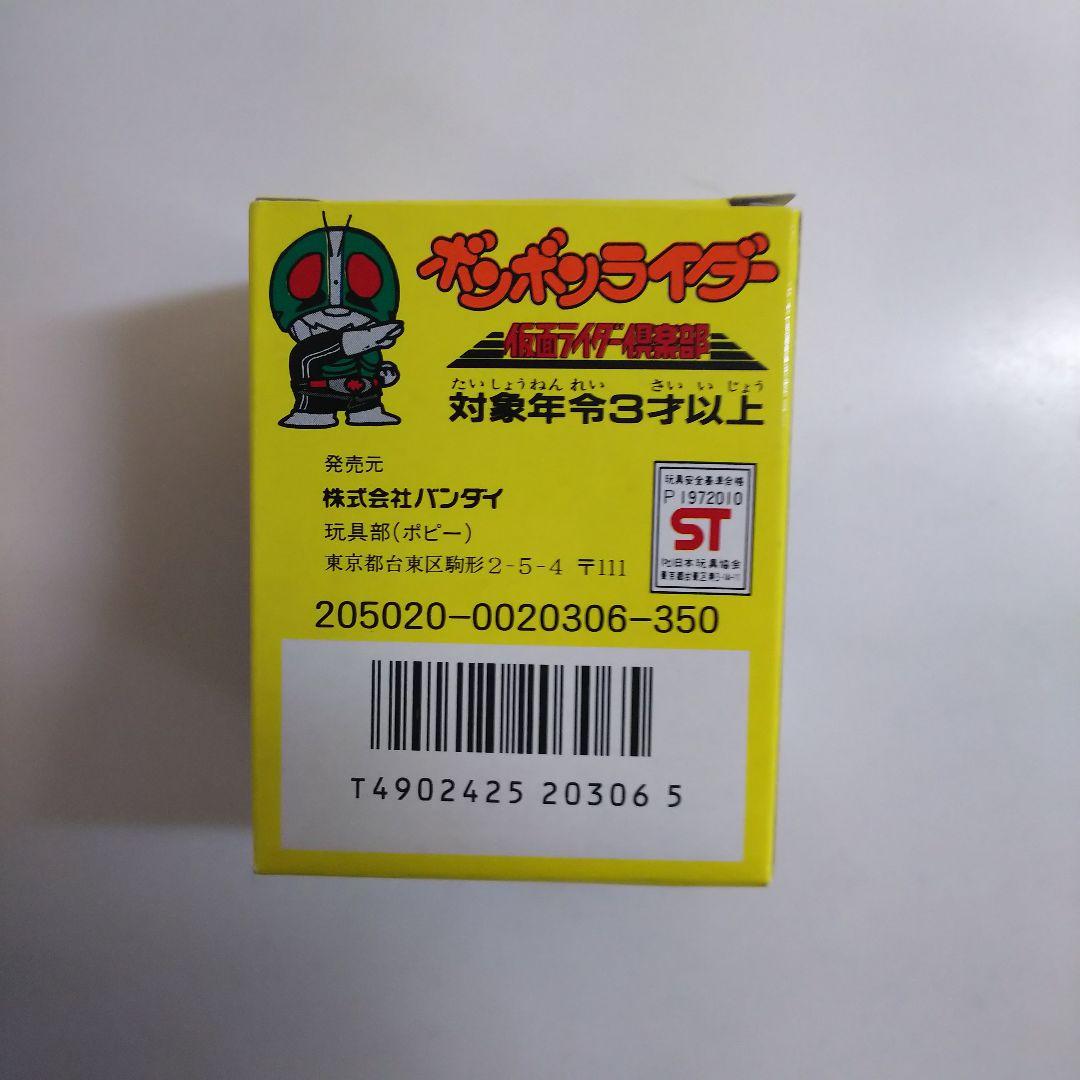 ボンボンライダー
仮面ライダー倶楽部
たいしょうねんれい さいいじょう
対象年令3才以上
発売元
株式会社バンダイ
玩具部(ポピー)
東京都台東区駒形2-5-4 〒111
玩具安全基準合格
P 1972010
ST
(社)日本玩具協会
205020-0020306-350
T4902425 20306 5